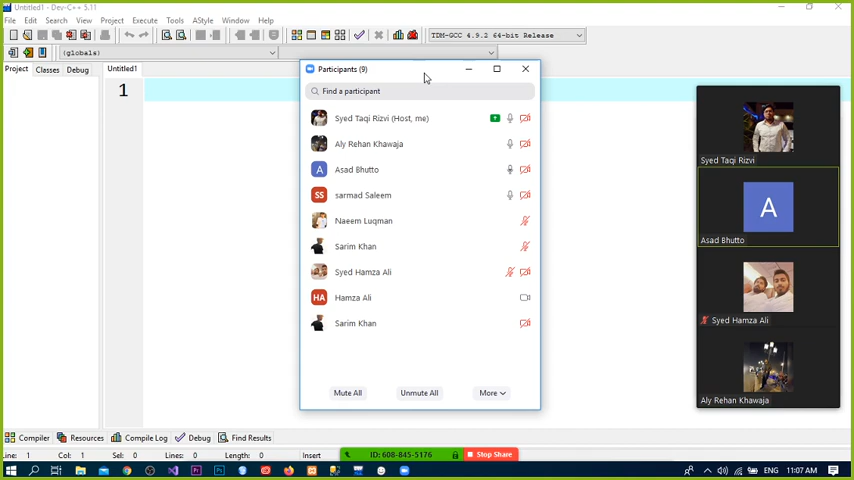 Untitled1 - Dev-C++ 5.11
File Edit Search View Project Execute Tools AStyle Window Help
TDM-GCC 4.9.2 64-bit Release
(globals)
Project Classes Debug
Untitled1
1
Participants (9)
Find a participant
Syed Taqi Rizvi (Host, me)
Aly Rehan Khawaja
A Asad Bhutto
SS sarmad Saleem
Naeem Luqman
Sarim Khan
Syed Hamza Ali
HA Hamza Ali
Sarim Khan
Mute All Unmute All More
Syed Taqi Rizvi
A
Asad Bhutto
Syed Hamza Ali
Aly Rehan Khawaja
Compiler Resources Compile Log Debug Find Results
Line: 1 Col: 1 Sel: 0 Lines: 0 Length: 0 Insert
ID: 608-845-5176 Stop Share
Pr Ps ENG 11:07 AM